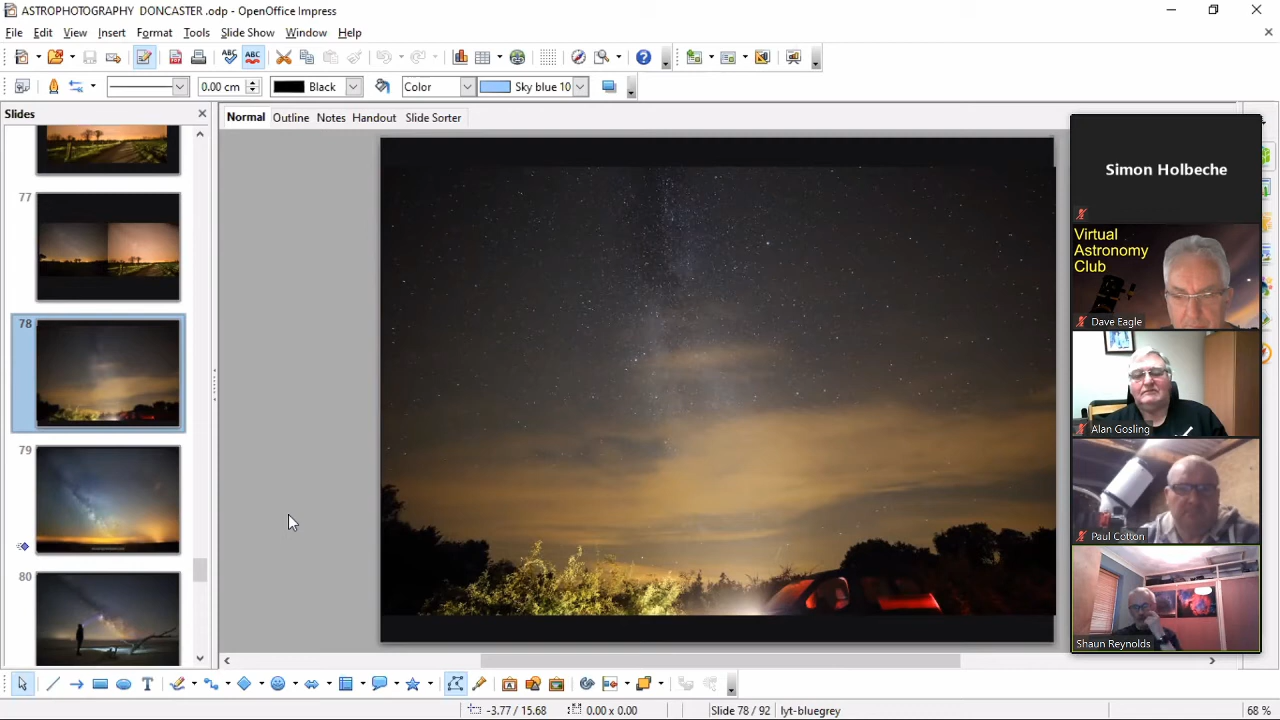 ASTROPHOTOGRAPHY DONCASTER .odp - OpenOffice Impress
File Edit View Insert Format Tools Slide Show Window Help
0.00 cm Black Color Sky blue 10
Slides
Normal Outline Notes Handout Slide Sorter
77
78
79
80
Simon Holbeche
Virtual
Astronomy
Club
Dave Eagle
Alan Gosling
Paul Cotton
Shaun Reynolds
-3.77 / 15.68 0.00 x 0.00 Slide 78 / 92 lyt-bluegrey 68 %